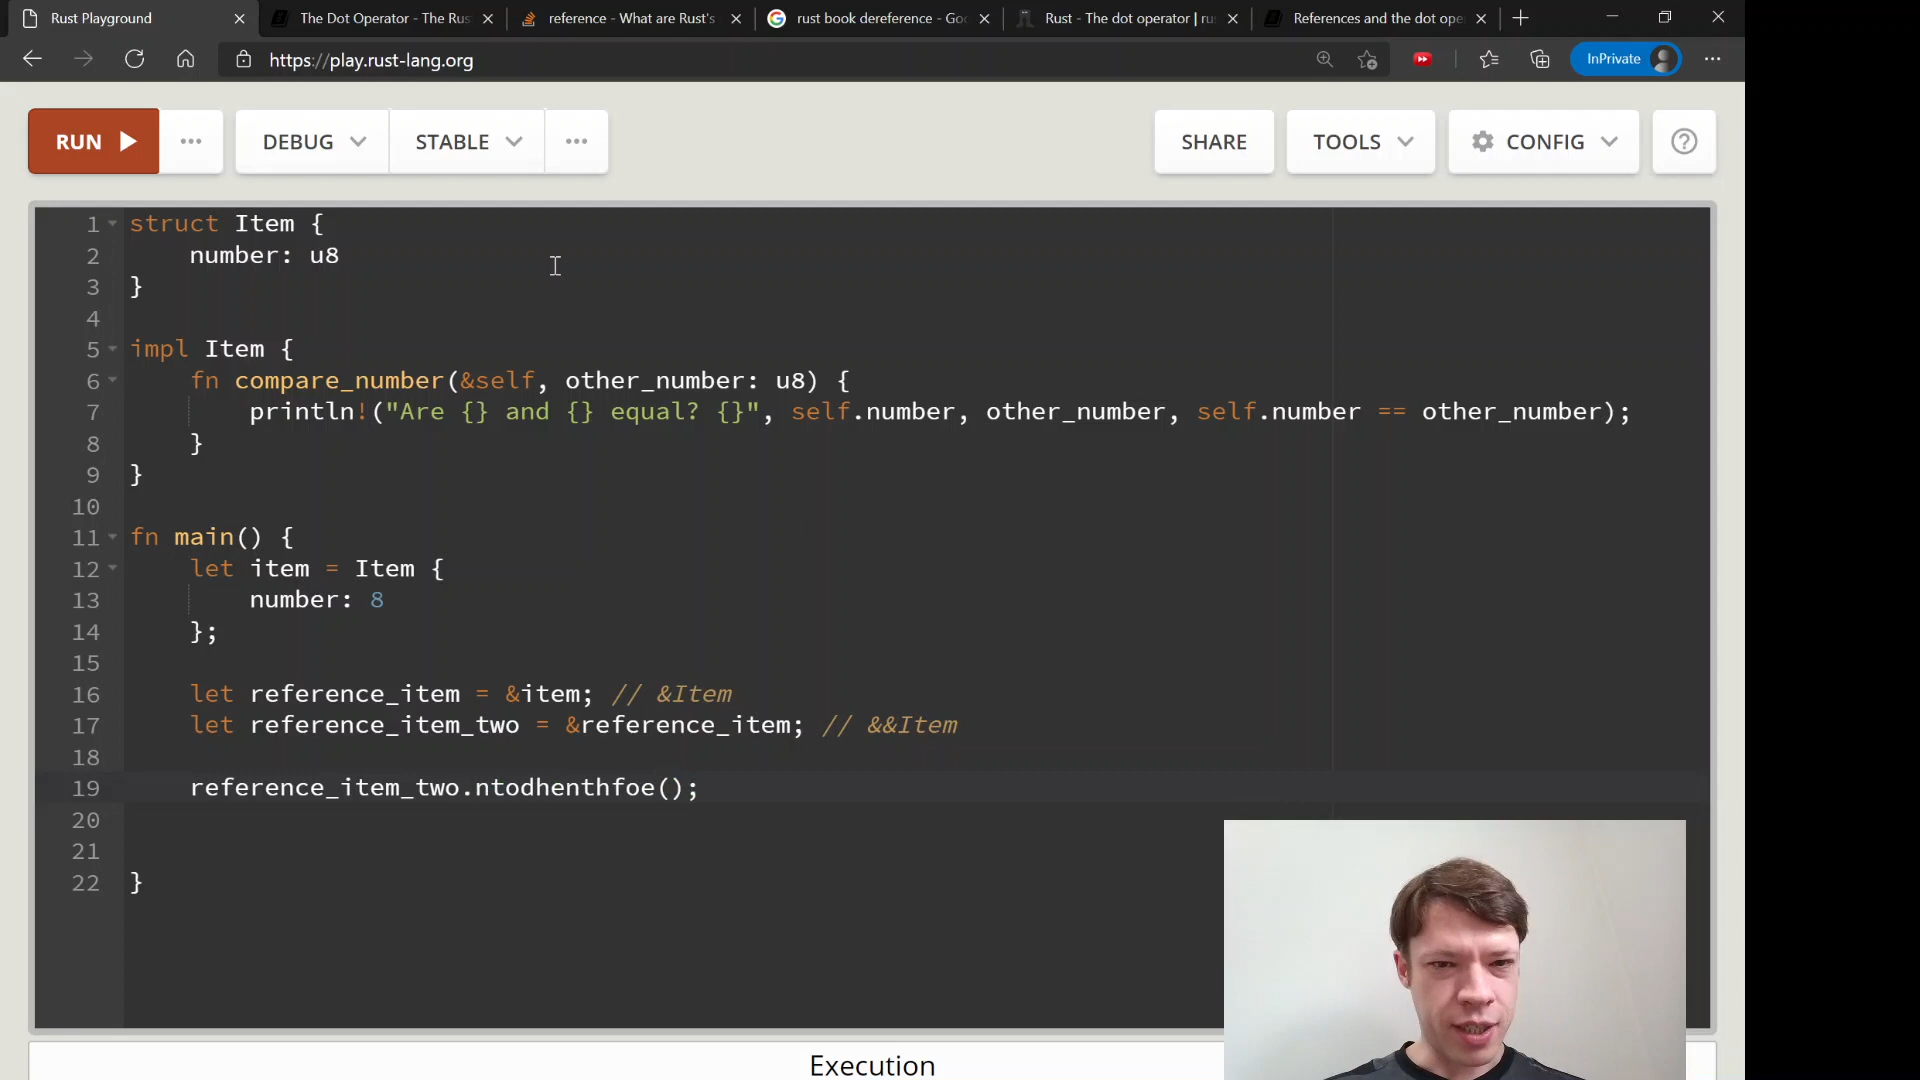 Rust Playground
The Dot Operator - The Rus
reference - What are Rust's
rust book dereference - Goo
Rust - The dot operator | ru
References and the dot ope
https://play.rust-lang.org
InPrivate
RUN
DEBUG
STABLE
SHARE
TOOLS
CONFIG
1 struct Item {
2     number: u8
3 }
4
5 impl Item {
6     fn compare_number(&self, other_number: u8) {
7         println!("Are {} and {} equal? {}", self.number, other_number, self.number == other_number);
8     }
9 }
10
11 fn main() {
12     let item = Item {
13         number: 8
14     };
15
16     let reference_item = &item; // &Item
17     let reference_item_two = &reference_item; // &&Item
18
19     reference_item_two.ntodhenthfoe();
20
21
22 }
Execution